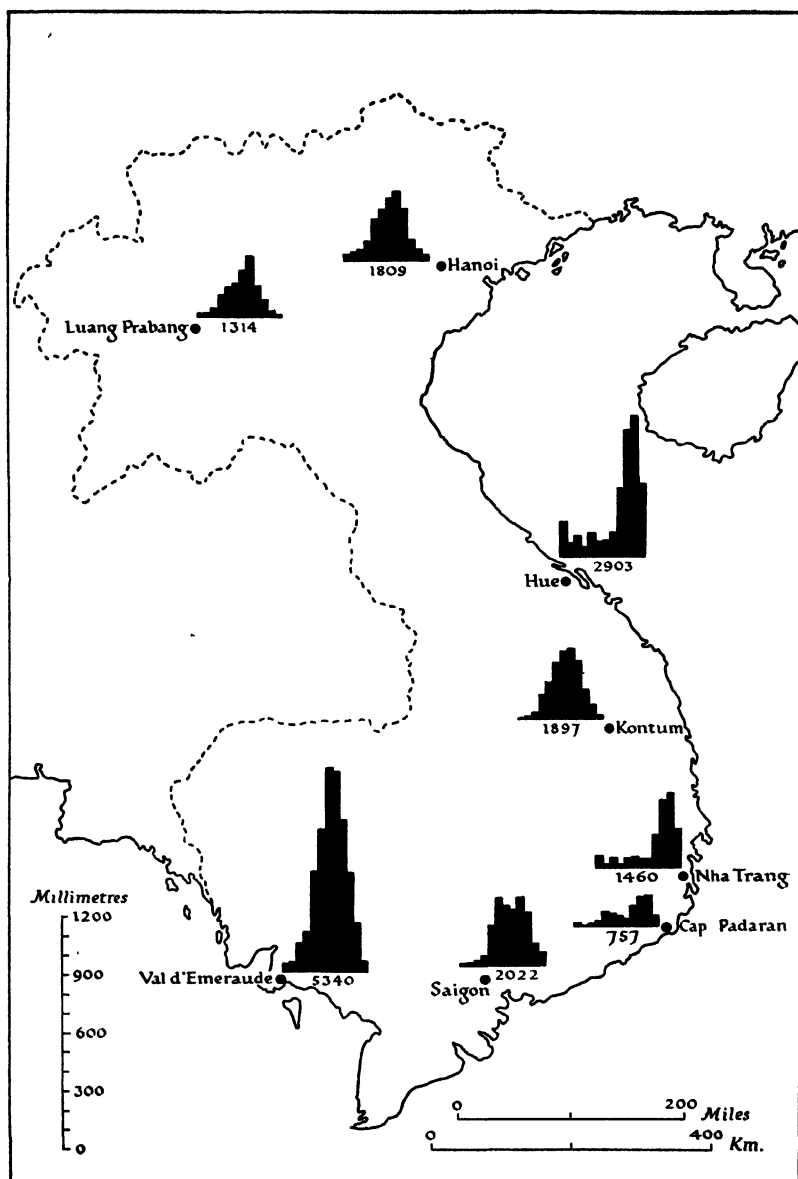 1809
Hanoi
Luang Prabang
1314
2903
Hue
1897
Kontum
1460
Nha Trang
757
Cap Padaran
Millimetres
1200
900
600
300
0
Val d'Emeraude
5340
Saigon
2022
0
200
Miles
0
400
Km.